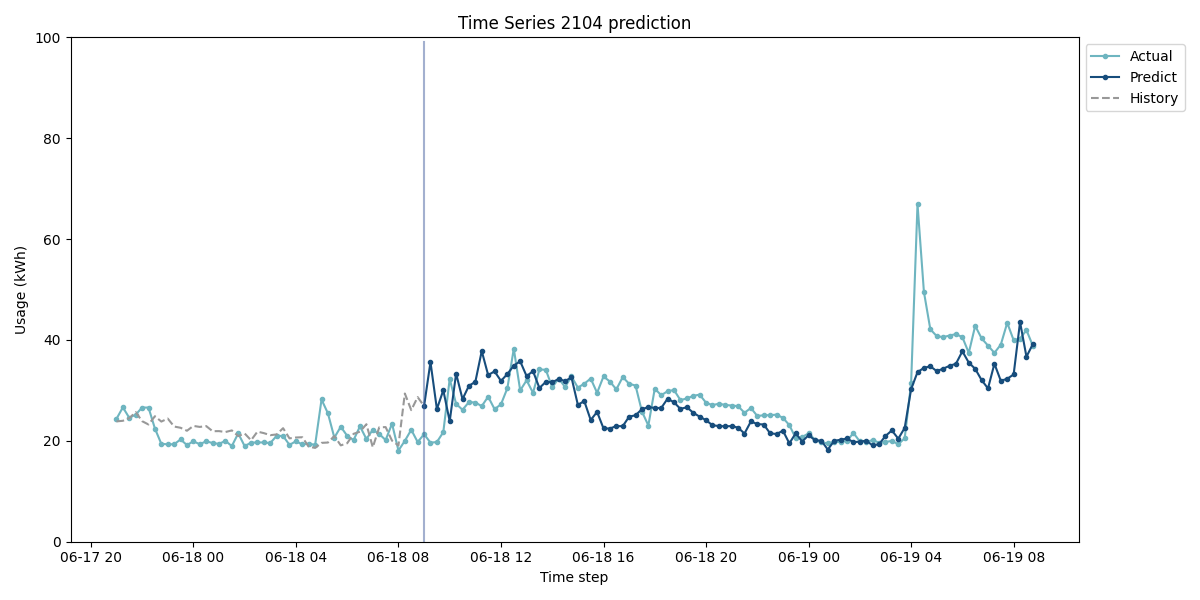 Time Series 2104 prediction
100
80
60
40
20
0
Usage (kWh)
06-17 20
06-18 00
06-18 04
06-18 08
06-18 12
06-18 16
06-18 20
06-19 00
06-19 04
06-19 08
Time step
Actual
Predict
History